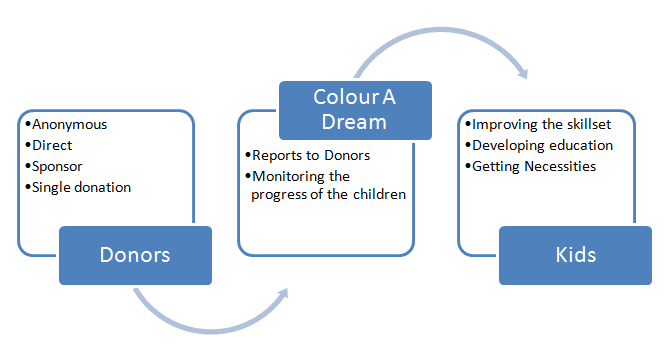 •Anonymous
•Direct
•Sponsor
•Single donation
Donors
Colour A
Dream
•Reports to Donors
•Monitoring the
progress of the children
•Improving the skillset
•Developing education
•Getting Necessities
Kids